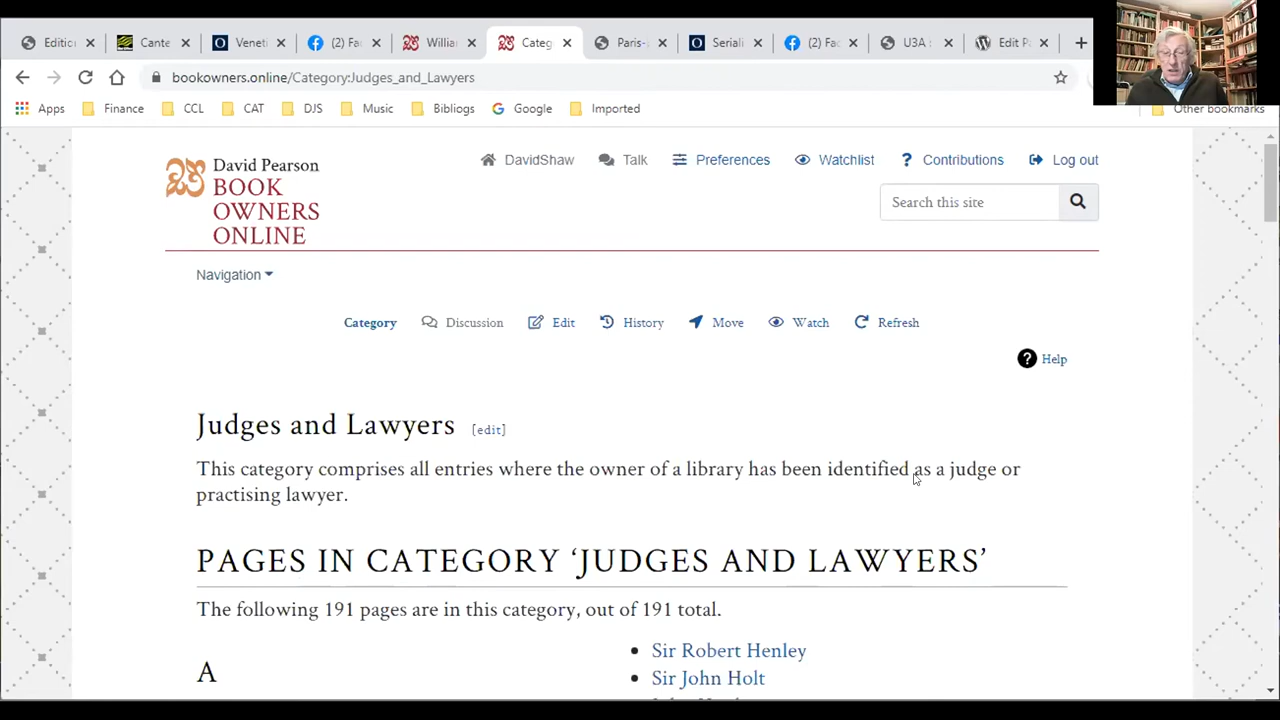 Editio
Cante
Veneti
(2) Fa
Willia
Categ
Paris-
Seriali
(2) Fac
U3A
Edit P
bookowners.online/Category:Judges_and_Lawyers
Apps
Finance
CCL
CAT
DJS
Music
Bibliogs
Google
Imported
Other bookmarks
David Pearson
BOOK
OWNERS
ONLINE
DavidShaw
Talk
Preferences
Watchlist
Contributions
Log out
Search this site
Navigation
Category
Discussion
Edit
History
Move
Watch
Refresh
Help
Judges and Lawyers [edit]
This category comprises all entries where the owner of a library has been identified as a judge or
practising lawyer.
PAGES IN CATEGORY ‘JUDGES AND LAWYERS’
The following 191 pages are in this category, out of 191 total.
A
Sir Robert Henley
Sir John Holt